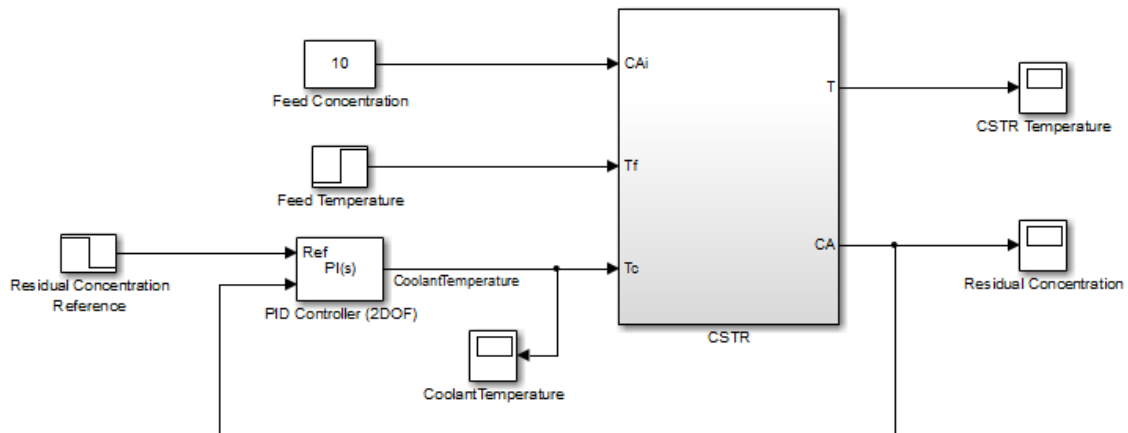 10
Feed Concentration
CAi
T
CSTR Temperature
Tf
Feed Temperature
Residual Concentration
Reference
Ref
PI(s)
PID Controller (2DOF)
CoolantTemperature
Tc
CA
Residual Concentration
CSTR
CoolantTemperature